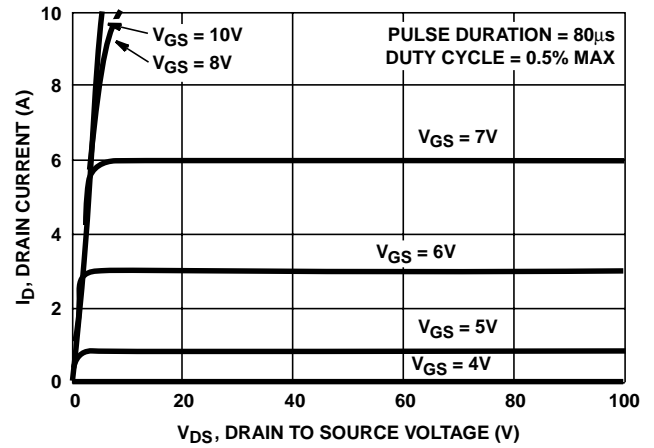 10
8
6
4
2
0
I_D, DRAIN CURRENT (A)
V_GS = 10V
V_GS = 8V
PULSE DURATION = 80µs
DUTY CYCLE = 0.5% MAX
V_GS = 7V
V_GS = 6V
V_GS = 5V
V_GS = 4V
0 20 40 60 80 100
V_DS, DRAIN TO SOURCE VOLTAGE (V)